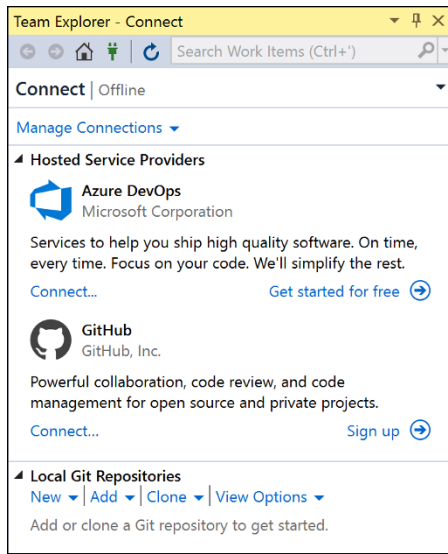 Team Explorer - Connect
Search Work Items (Ctrl+')
Connect | Offline
Manage Connections
Hosted Service Providers
Azure DevOps
Microsoft Corporation
Services to help you ship high quality software. On time,
every time. Focus on your code. We'll simplify the rest.
Connect... Get started for free
GitHub
GitHub, Inc.
Powerful collaboration, code review, and code
management for open source and private projects.
Connect... Sign up
Local Git Repositories
New | Add | Clone | View Options
Add or clone a Git repository to get started.